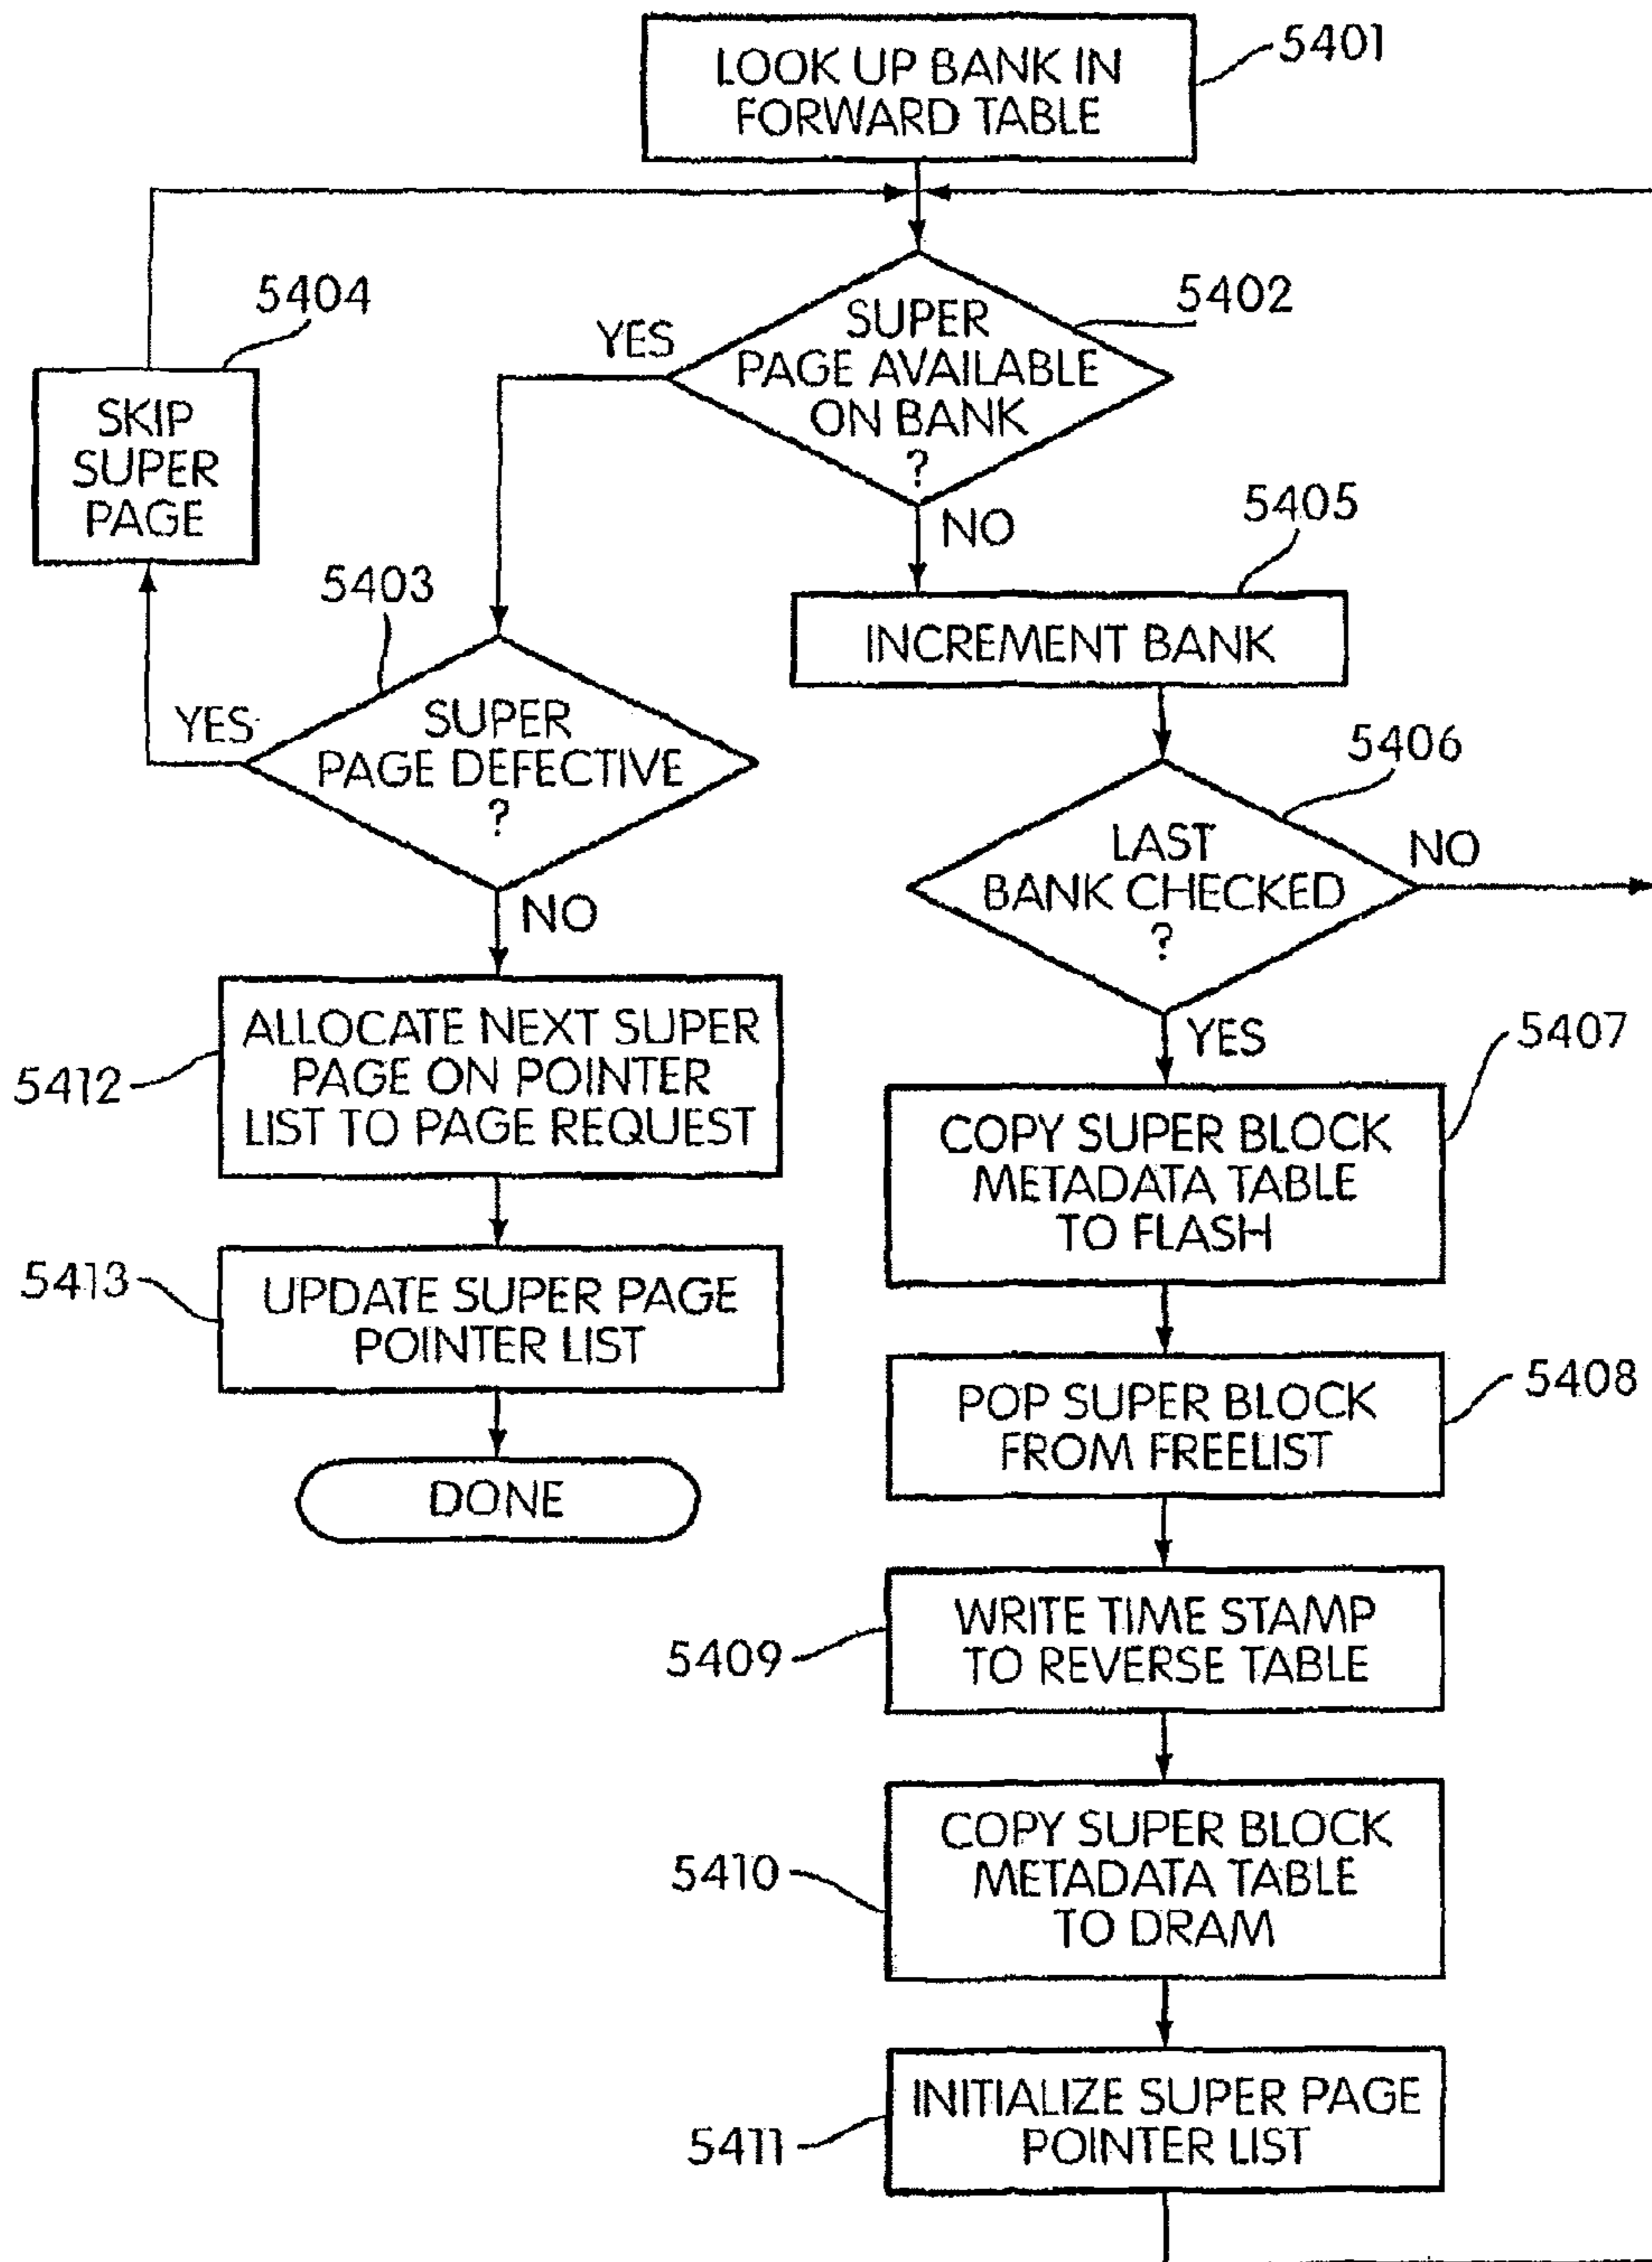 LOOK UP BANK IN
FORWARD TABLE
5401
5404
5402
SUPER
PAGE AVAILABLE
ON BANK
?
YES
NO
SKIP
SUPER
PAGE
5405
INCREMENT BANK
5403
SUPER
PAGE DEFECTIVE
?
YES
NO
5406
LAST
BANK CHECKED
?
NO
YES
5412
ALLOCATE NEXT SUPER
PAGE ON POINTER
LIST TO PAGE REQUEST
5407
COPY SUPER BLOCK
METADATA TABLE
TO FLASH
5413
UPDATE SUPER PAGE
POINTER LIST
DONE
5408
POP SUPER BLOCK
FROM FREELIST
5409
WRITE TIME STAMP
TO REVERSE TABLE
5410
COPY SUPER BLOCK
METADATA TABLE
TO DRAM
5411
INITIALIZE SUPER PAGE
POINTER LIST